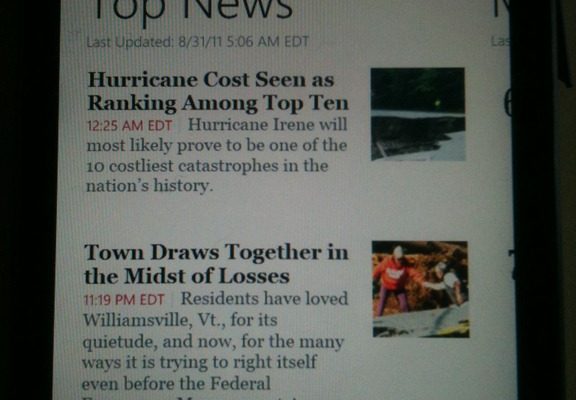 Top News
Last Updated: 8/31/11 5:06 AM EDT
Las
Hurricane Cost Seen as
Ranking Among Top Ten
12:25 AM EDT | Hurricane Irene will
most likely prove to be one of the
10 costliest catastrophes in the
nation's history.
Town Draws Together in
the Midst of Losses
11:19 PM EDT | Residents have loved
Williamsville, Vt., for its
quietude, and now, for the many
ways it is trying to right itself
even before the Federal